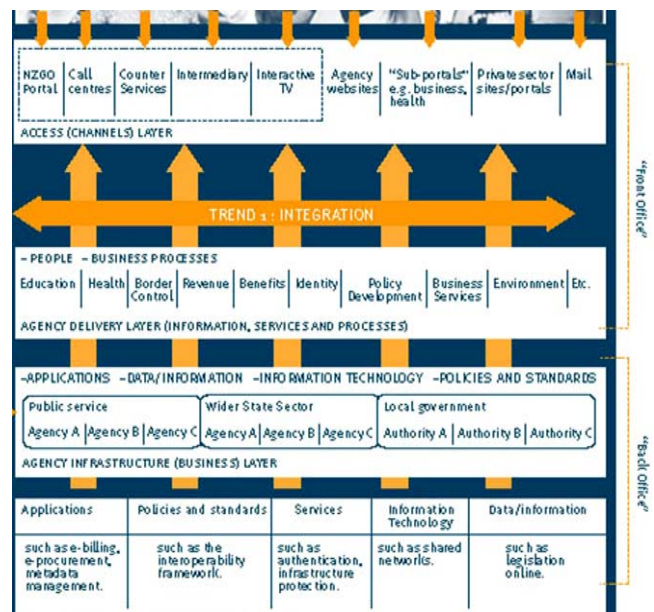 NZGO Portal | Call centres | Counter Services | Intermediary | Interactive TV | Agency websites | "Sub-portals" e.g. business, health | Private sector sites/portals | Mail
ACCESS (CHANNELS) LAYER
TREND 1 : INTEGRATION
– PEOPLE – BUSINESS PROCESSES
Education | Health | Border Control | Revenue | Benefits | Identity | Policy Development | Business Services | Environment | Etc.
AGENCY DELIVERY LAYER (INFORMATION, SERVICES AND PROCESSES)
"Front Office"
–APPLICATIONS –DATA/INFORMATION –INFORMATION TECHNOLOGY –POLICIES AND STANDARDS
Public service
Agency A | Agency B | Agency C
Wider State Sector
Agency A | Agency B | Agency C
Local government
Authority A | Authority B | Authority C
AGENCY INFRASTRUCTURE (BUSINESS) LAYER
"Back Office"
Applications
such as e-billing,
e-procurement,
metadata
management.
Policies and standards
such as the
interoperability
framework.
Services
such as
authentication,
infrastructure
protection.
Information
Technology
such as shared
networks.
Data/information
such as
legislation
online.